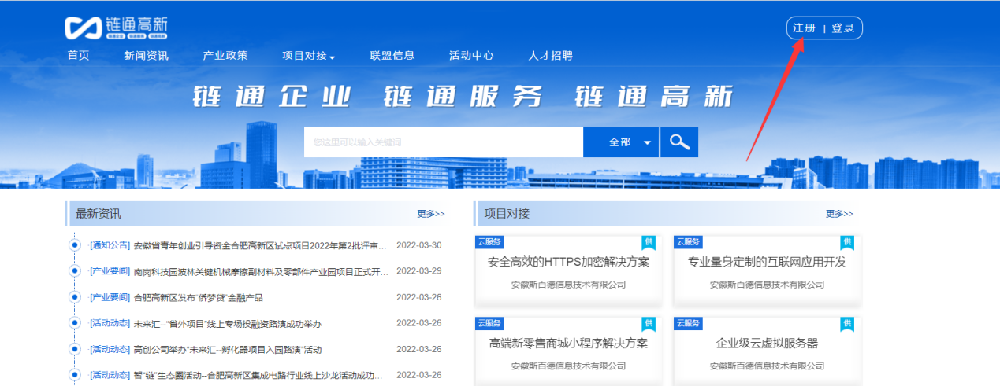 链通高新
链通企业 链通服务 链通高新
注册 | 登录
首页 新闻资讯 产业政策 项目对接 联盟信息 活动中心 人才招聘
链通企业 链通服务 链通高新
您这里可以输入关键词 全部
最新资讯 更多>>
[通知公告] 安徽省青年创业引导资金合肥高新区试点项目2022年第2批评审... 2022-03-30
[产业要闻] 南岗科技园波林关键机械摩擦副材料及零部件产业园项目正式开... 2022-03-29
[产业要闻] 合肥高新区发布“侨梦贷”金融产品 2022-03-26
[活动动态] 未来汇--“省外项目”线上专场投融资路演成功举办 2022-03-26
[活动动态] 高创公司举办“未来汇--孵化器项目入园路演”活动 2022-03-26
[活动动态] 智“链”生态圈活动--合肥高新区集成电路行业线上沙龙活动成功... 2022-03-26
项目对接 更多>>
云服务 供
安全高效的HTTPS加密解决方案
安徽斯百德信息技术有限公司
云服务 供
专业量身定制的互联网应用开发
安徽斯百德信息技术有限公司
云服务 供
高端新零售商城小程序解决方案
安徽斯百德信息技术有限公司
云服务 供
企业级云虚拟服务器
安徽斯百德信息技术有限公司